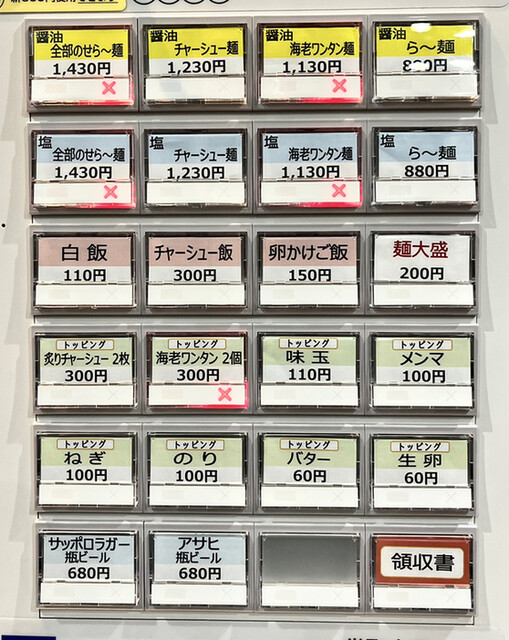 醤油
全部のせら〜麺
1,430円
×
醤油
チャーシュー麺
1,230円
醤油
海老ワンタン麺
1,130円
×
醤油
ら〜麺
塩
全部のせら〜麺
1,430円
×
塩
チャーシュー麺
1,230円
塩
海老ワンタン麺
1,130円
×
塩
ら〜麺
880円
白飯
110円
チャーシュー飯
300円
卵かけご飯
150円
麺大盛
200円
トッピング
炙りチャーシュー 2枚
300円
トッピング
海老ワンタン 2個
300円
×
トッピング
味玉
110円
トッピング
メンマ
100円
トッピング
ねぎ
100円
トッピング
のり
100円
トッピング
バター
60円
トッピング
生卵
60円
サッポロラガー
瓶ビール
680円
アサヒ
瓶ビール
680円
領収書